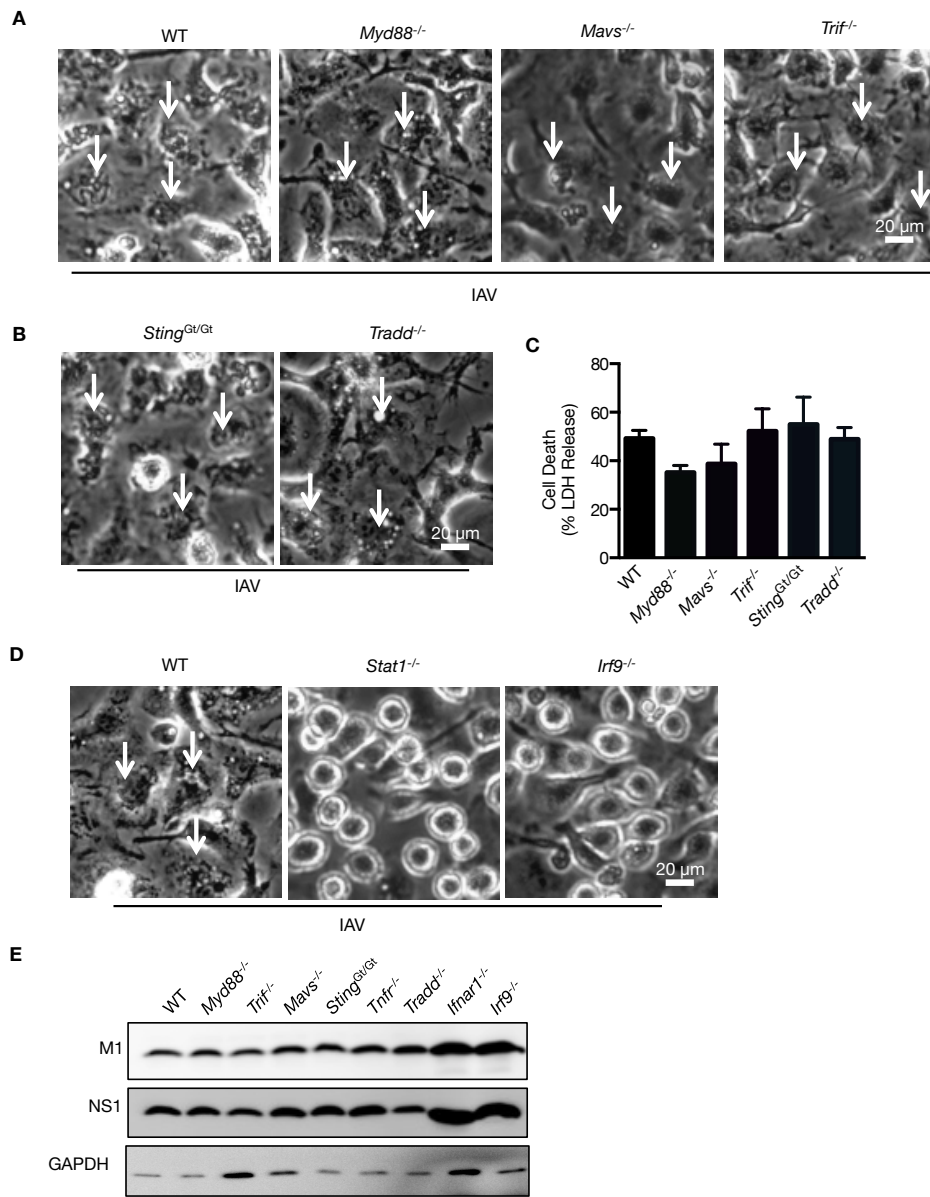 A
WT
Myd88-/-
Mavs-/-
Trif-/-
20 µm
IAV
B
StingGt/Gt
Tradd-/-
20 µm
IAV
C
80
60
40
20
0
Cell Death
(% LDH Release)
WT
Myd88-/-
Mavs-/-
Trif-/-
StingGt/Gt
Tradd-/-
D
WT
Stat1-/-
Irf9-/-
20 µm
IAV
E
WT
Myd88-/-
Trif-/-
Mavs-/-
StingGt/Gt
Tnfr-/-
Tradd-/-
Ifnar1-/-
Irf9-/-
M1
NS1
GAPDH